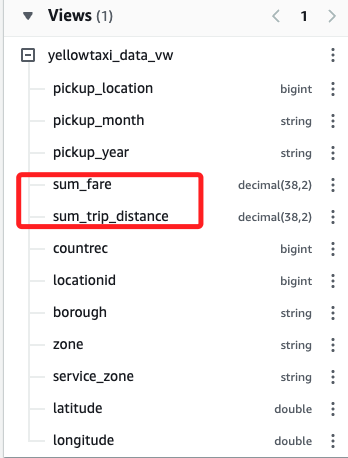 Views (1) 1
yellowtaxi_data_vw
pickup_location bigint
pickup_month string
pickup_year string
sum_fare decimal(38,2)
sum_trip_distance decimal(38,2)
countrec bigint
locationid bigint
borough string
zone string
service_zone string
latitude double
longitude double